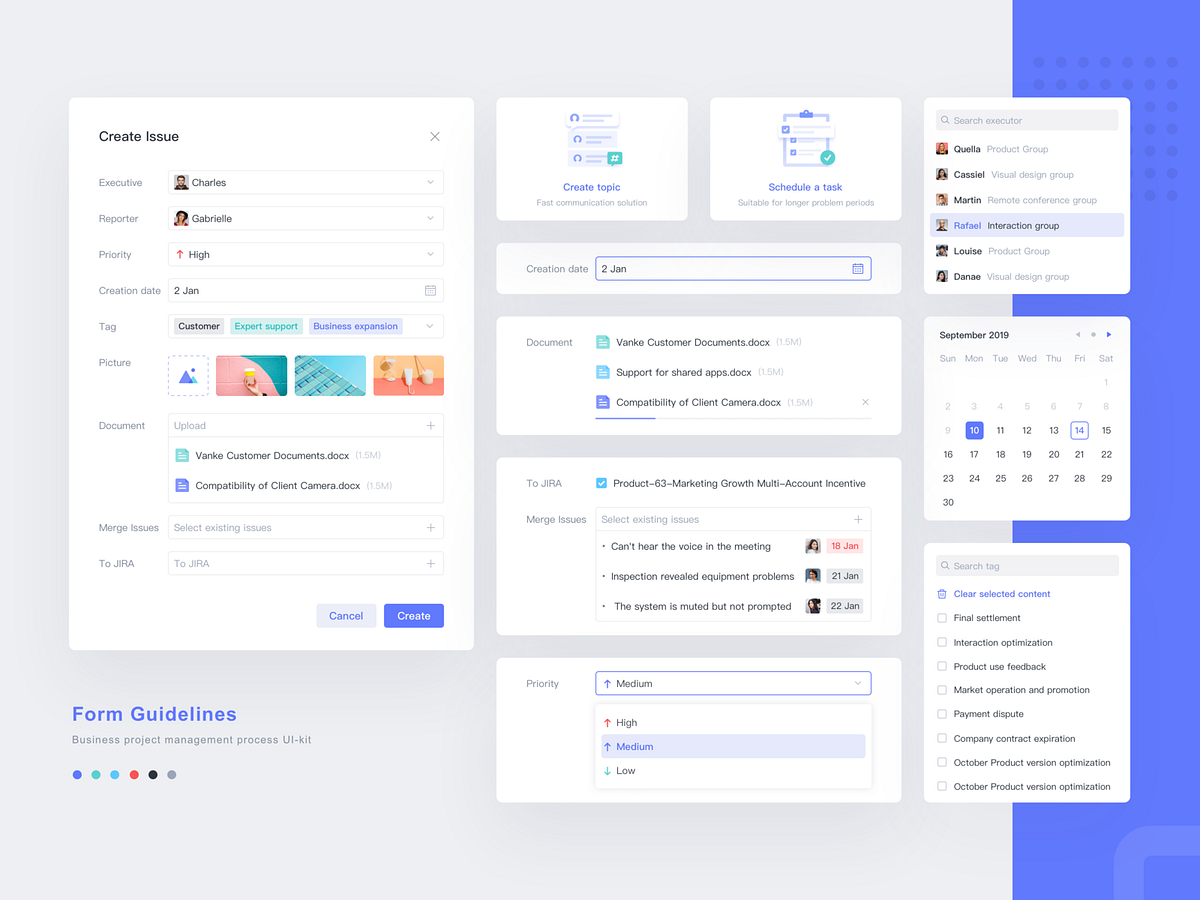 Create Issue
Executive Charles
Reporter Gabrielle
Priority High
Creation date 2 Jan
Tag Customer Expert support Business expansion
Picture
Document Upload
Vanke Customer Documents.docx (1.5M)
Compatibility of Client Camera.docx (1.5M)
Merge Issues Select existing issues
To JIRA To JIRA
Cancel Create
Form Guidelines
Business project management process UI-kit
Create topic
Fast communication solution
Schedule a task
Suitable for longer problem periods
Creation date 2 Jan
Document Vanke Customer Documents.docx (1.5M)
Support for shared apps.docx (1.5M)
Compatibility of Client Camera.docx (1.5M)
To JIRA Product-63-Marketing Growth Multi-Account Incentive
Merge Issues Select existing issues
• Can't hear the voice in the meeting 18 Jan
• Inspection revealed equipment problems 21 Jan
• The system is muted but not prompted 22 Jan
Priority Medium
High
Medium
Low
Search executor
Quella Product Group
Cassiel Visual design group
Martin Remote conference group
Rafael Interaction group
Louise Product Group
Danae Visual design group
September 2019
Sun Mon Tue Wed Thu Fri Sat
1
2 3 4 5 6 7 8
9 10 11 12 13 14 15
16 17 18 19 20 21 22
23 24 25 26 27 28 29
30
Search tag
Clear selected content
Final settlement
Interaction optimization
Product use feedback
Market operation and promotion
Payment dispute
Company contract expiration
October Product version optimization
October Product version optimization